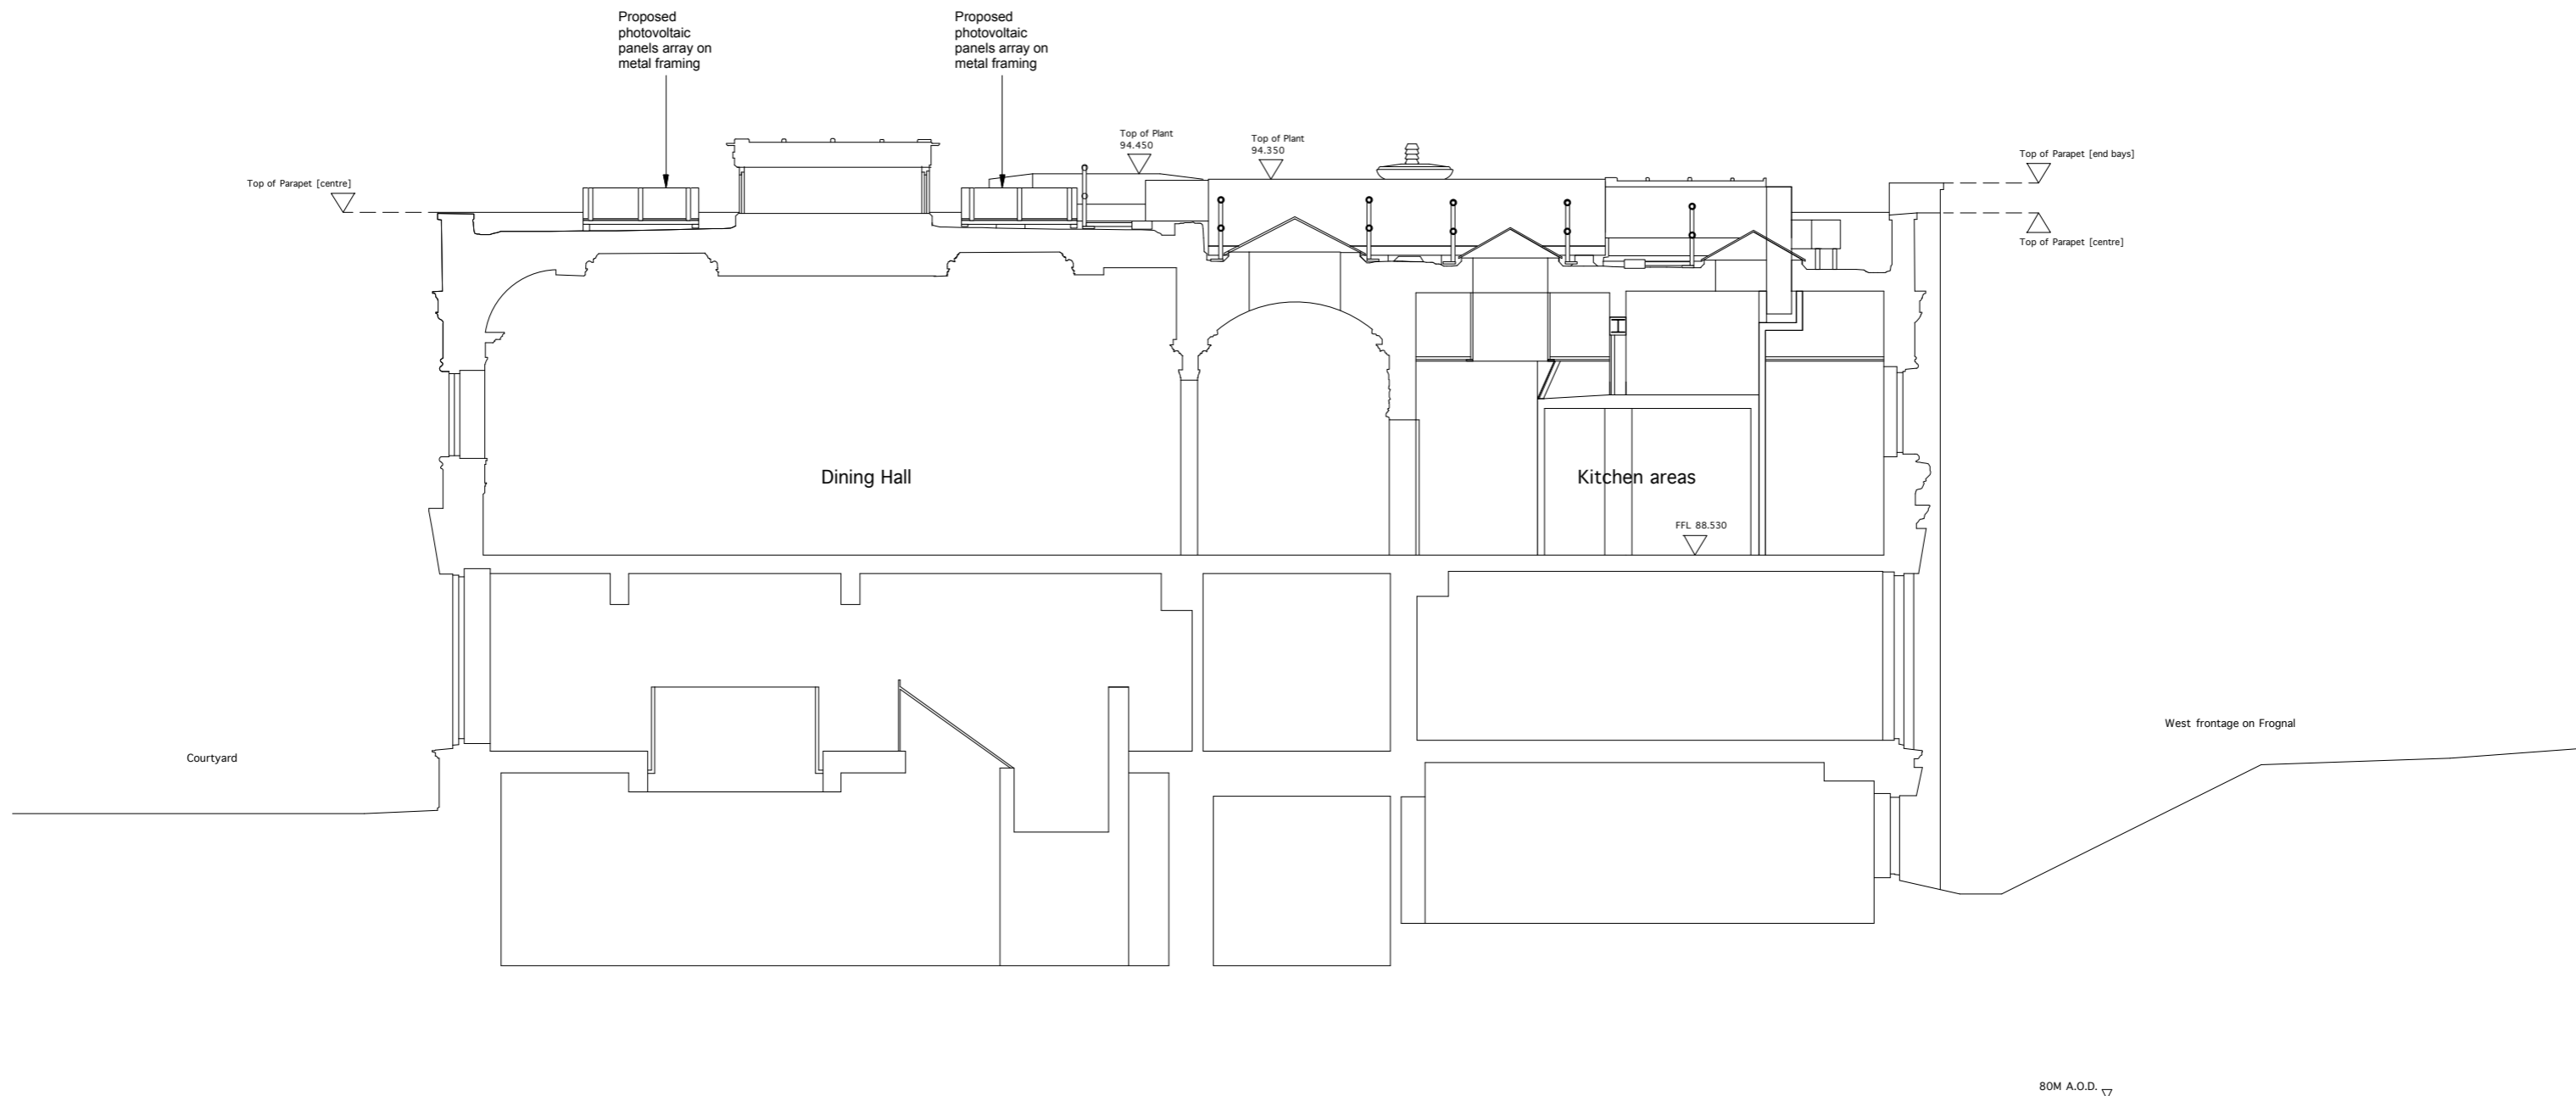 Proposed
photovoltaic
panels array on
metal framing
Proposed
photovoltaic
panels array on
metal framing
Top of Plant
94.450
Top of Plant
94.350
Top of Parapet [end bays]
Top of Parapet [centre]
Top of Parapet [centre]
Dining Hall
Kitchen areas
FFL 88.530
West frontage on Frognal
Courtyard
80M A.O.D.